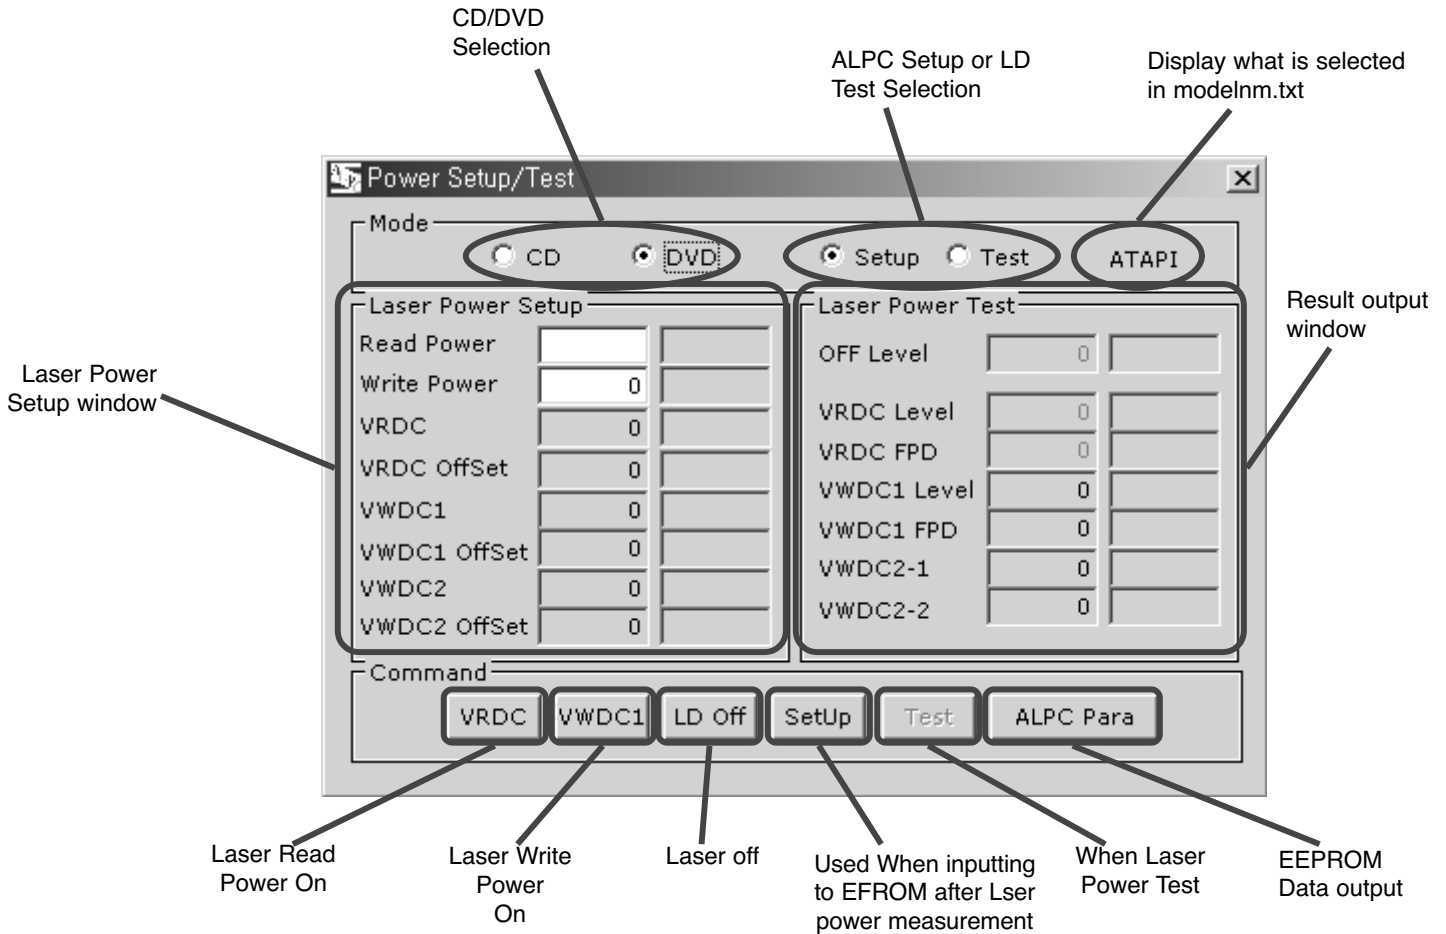 CD/DVD
Selection
ALPC Setup or LD
Test Selection
Display what is selected
in modelnm.txt
Power Setup/Test
Mode
CD DVD Setup Test ATAPI
Laser Power
Setup window
Laser Power Setup
Read Power
Write Power 0
VRDC 0
VRDC OffSet 0
VWDC1 0
VWDC1 OffSet 0
VWDC2 0
VWDC2 OffSet 0
Laser Power Test
OFF Level 0
VRDC Level 0
VRDC FPD 0
VWDC1 Level 0
VWDC1 FPD 0
VWDC2-1 0
VWDC2-2 0
Result output
window
Command
VRDC VWDC1 LD Off SetUp Test ALPC Para
Laser Read
Power On
Laser Write
Power
On
Laser off
Used When inputting
to EFROM after Lser
power measurement
When Laser
Power Test
EEPROM
Data output